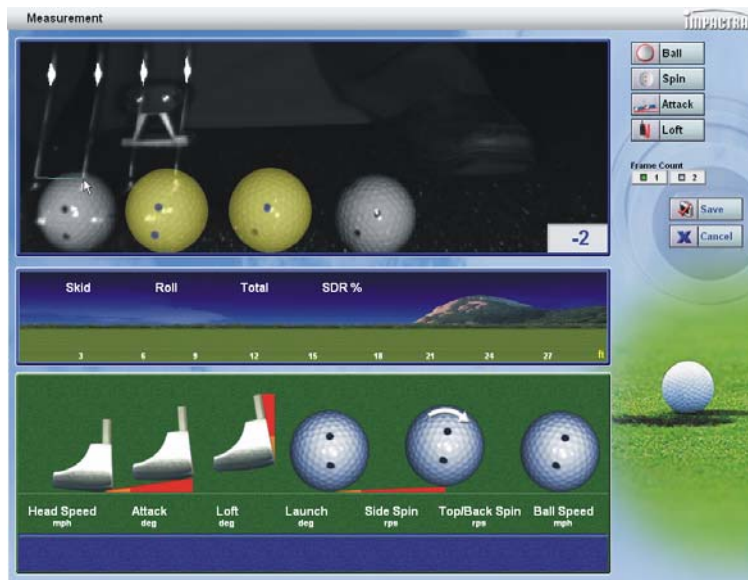 Measurement
IMPACTRA
Ball
Spin
Attack
Loft
Frame Count
1 2
Save
Cancel
-2
Skid Roll Total SDR %
3 6 9 12 15 18 21 24 27 ft
Head Speed Attack Loft Launch Side Spin Top/Back Spin Ball Speed
mph deg deg deg rps rps mph